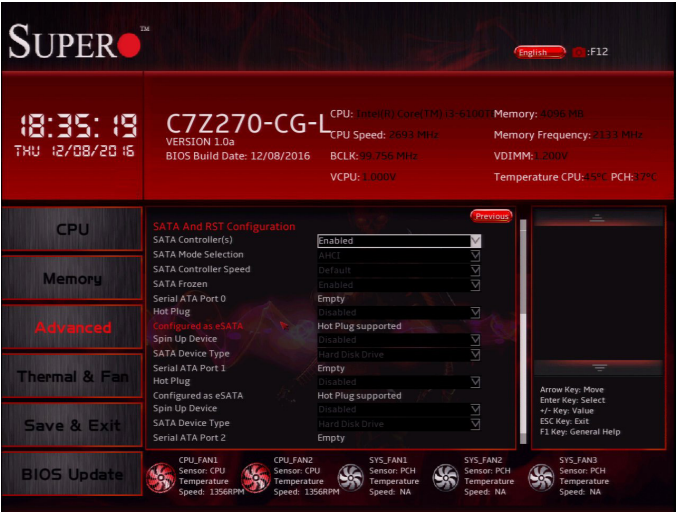 SUPER TM
English :F12
18:35:19
THU 12/08/2016
C7Z270-CG-L
VERSION 1.0a
BIOS Build Date: 12/08/2016
CPU: Intel(R) Core(TM) i3-6100T
CPU Speed: 2693 MHz
BCLK: 99.756 MHz
VCPU: 1.000V
Memory: 4096 MB
Memory Frequency: 2133 MHz
VDIMM: 1.200V
Temperature CPU:45°C PCH:37°C
CPU
Memory
Advanced
Thermal & Fan
Save & Exit
BIOS Update
Previous
SATA And RST Configuration
SATA Controller(s) Enabled
SATA Mode Selection AHCI
SATA Controller Speed Default
SATA Frozen Enabled
Serial ATA Port 0 Empty
Hot Plug Disabled
Configured as eSATA Hot Plug supported
Spin Up Device Disabled
SATA Device Type Hard Disk Drive
Serial ATA Port 1 Empty
Hot Plug Disabled
Configured as eSATA Hot Plug supported
Spin Up Device Disabled
SATA Device Type Hard Disk Drive
Serial ATA Port 2 Empty
Arrow Key: Move
Enter Key: Select
+/- Key: Value
ESC Key: Exit
F1 Key: General Help
CPU_FAN1
Sensor: CPU
Temperature
Speed: 1356RPM
CPU_FAN2
Sensor: CPU
Temperature
Speed: 1356RPM
SYS_FAN1
Sensor: PCH
Temperature
Speed: NA
SYS_FAN2
Sensor: PCH
Temperature
Speed: NA
SYS_FAN3
Sensor: PCH
Temperature
Speed: NA